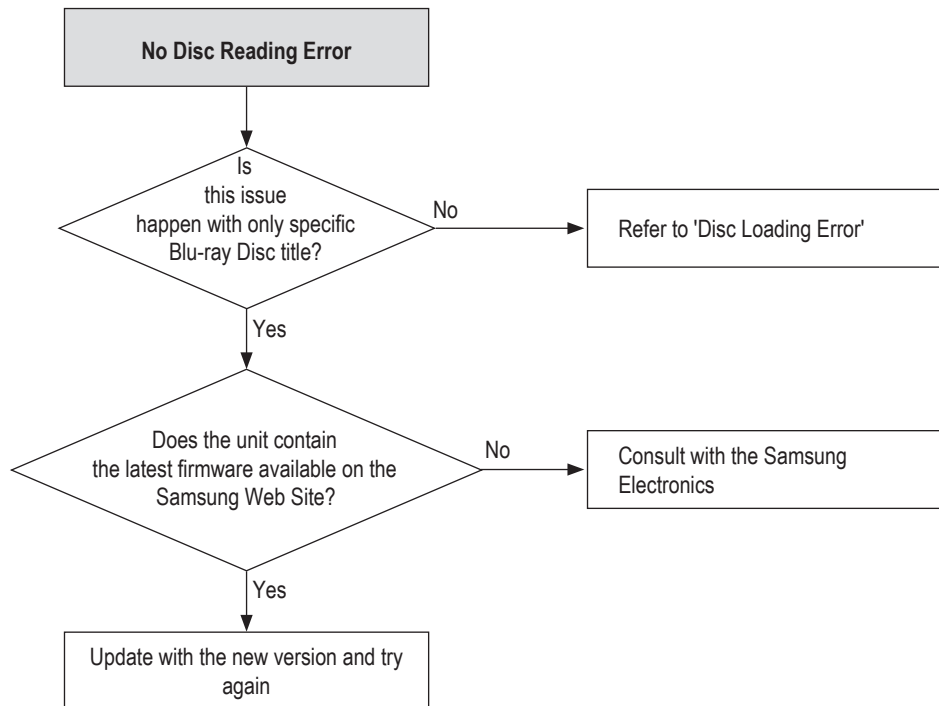 No Disc Reading Error
Is
this issue
happen with only specific
Blu-ray Disc title?
No
Refer to 'Disc Loading Error'
Yes
Does the unit contain
the latest firmware available on the
Samsung Web Site?
No
Consult with the Samsung
Electronics
Yes
Update with the new version and try
again